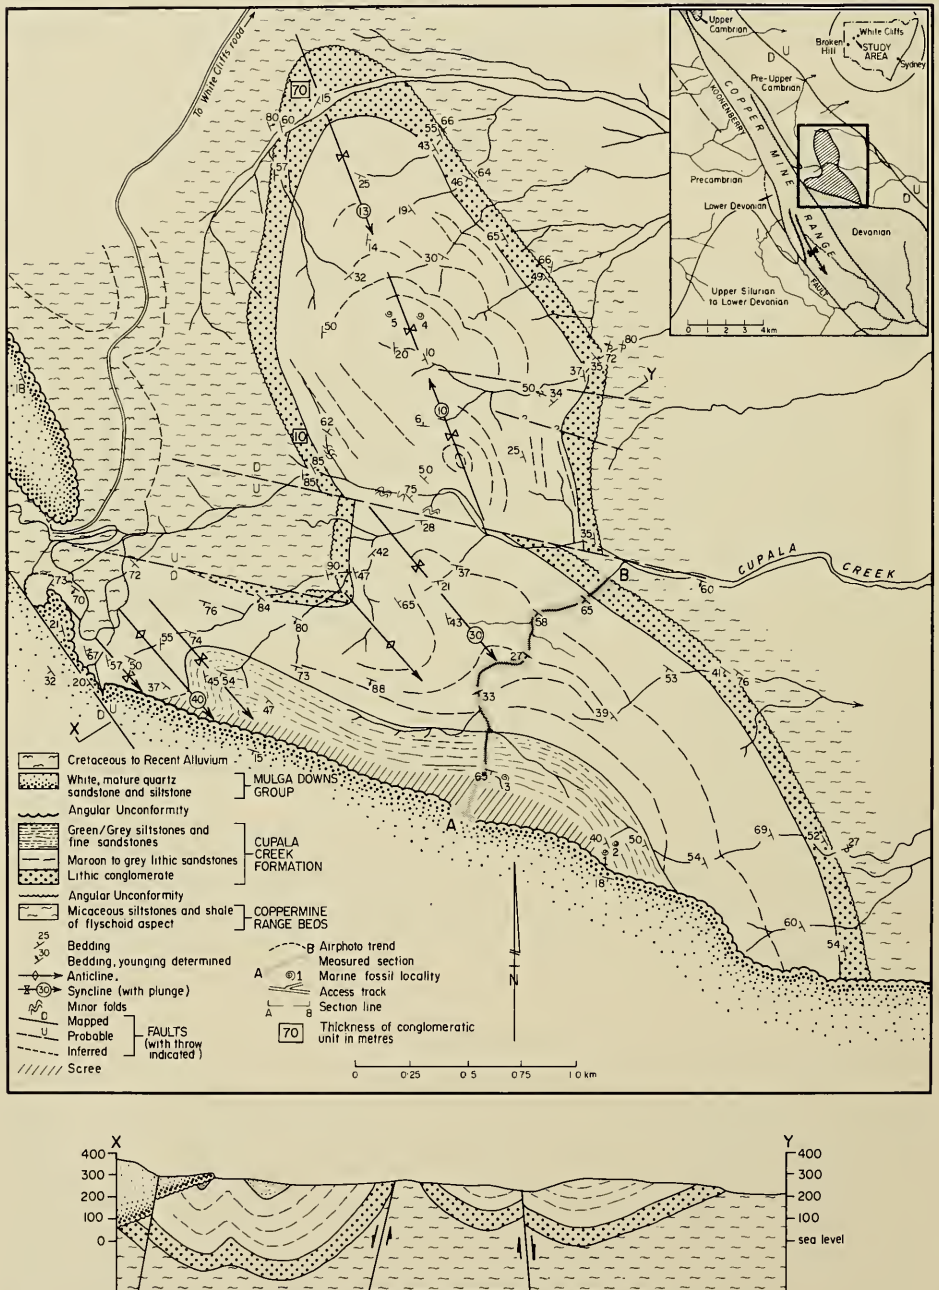 To White Cliffs road
Upper
Cambrian
D
U
Pre-Upper
Cambrian
Broken
Hill
White Cliffs
STUDY
AREA
Sydney
COPPER MINE RANGE
KOONENBERRY
FAULT
Precambrian
Lower Devonian
Devonian
U
D
Upper Silurian
to Lower Devonian
0 1 2 3 4km
70
15
80 60
57
55 66
43
64
46
25
13
19
14
30
65
32
66
49
50
5 4
20
10
80
72
35
37
Y
50
34
10
6
62
10
25
85
85
D
U
50
75
28
35
18
42
37
B
CUPALA CREEK
60
U
D
90
47
21
65
73
72
70
76
84
65
43
58
80
30
21
55
74
27
53
41
76
67
57
50
73
88
32
20
37
45 54
40
47
33
39
X
D U
15
65
3
A
69
52
27
40
2
50
54
1
18
60
54
Cretaceous to Recent Alluvium
White, mature quartz
sandstone and siltstone
MULGA DOWNS
GROUP
Angular Unconformity
Green/Grey siltstones and
fine sandstones
Maroon to grey lithic sandstones
Lithic conglomerate
CUPALA
CREEK
FORMATION
Angular Unconformity
Micaceous siltstones and shale
of flyschoid aspect
COPPERMINE
RANGE BEDS
25
Bedding
30
Bedding, younging determined
Anticline.
30 Syncline (with plunge)
Minor folds
D
Mapped
U
Probable
Inferred
FAULTS
(with throw
indicated)
Scree
B Airphoto trend
Measured section
A
1 Marine fossil locality
Access track
Section line
A B
70 Thickness of conglomeratic
unit in metres
N
0 0·25 0 5 0·75 1 0 km
X Y
400 400
300 300
200 200
100 100
0 sea level